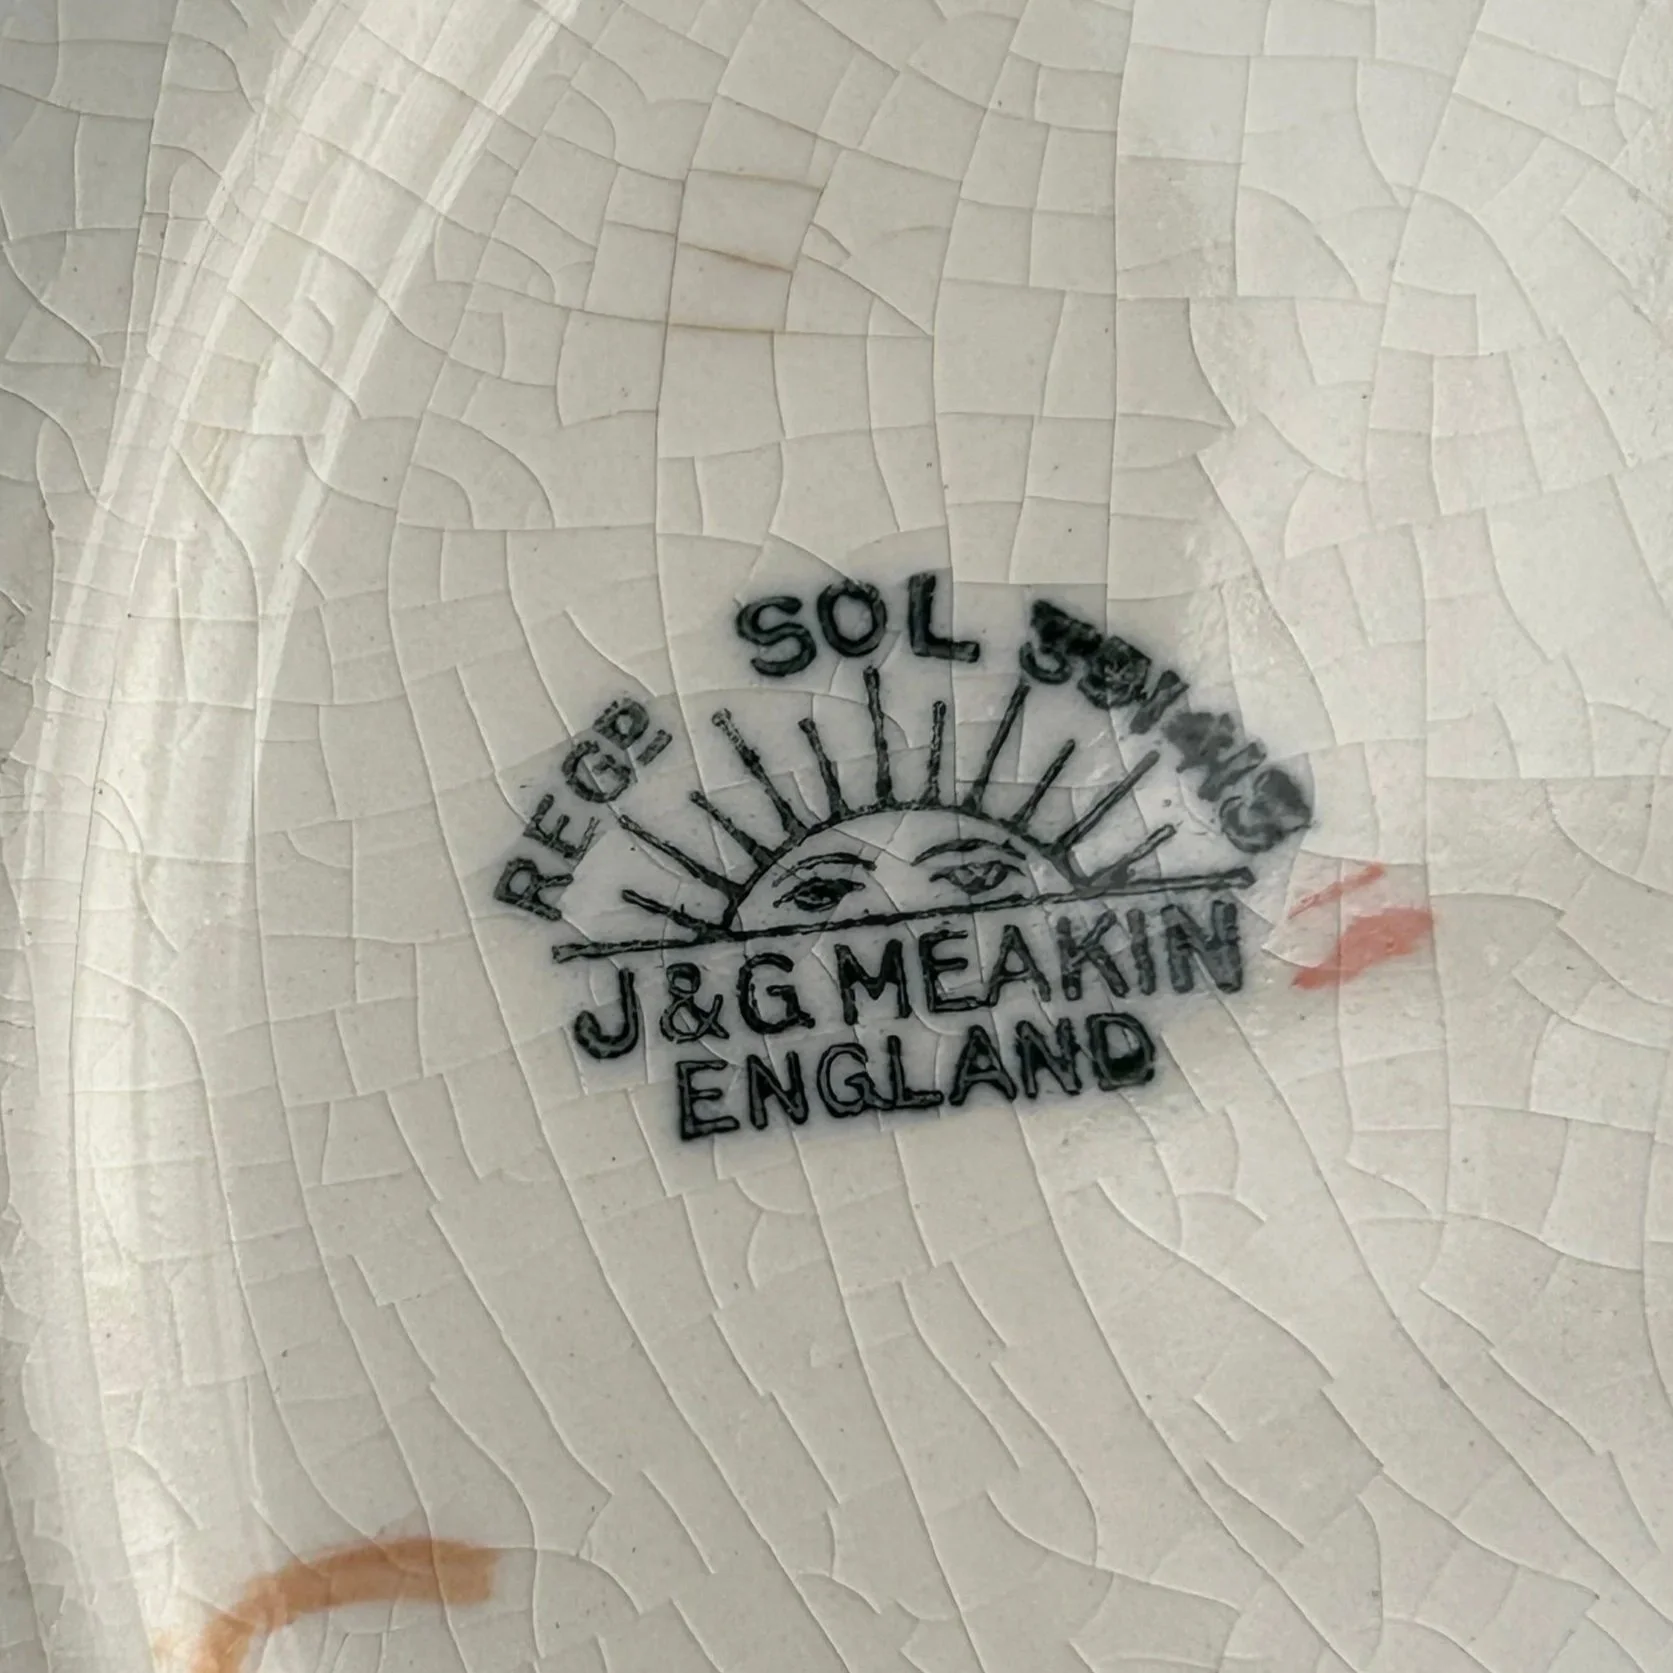 REGD SOL
J&G MEAKIN
ENGLAND